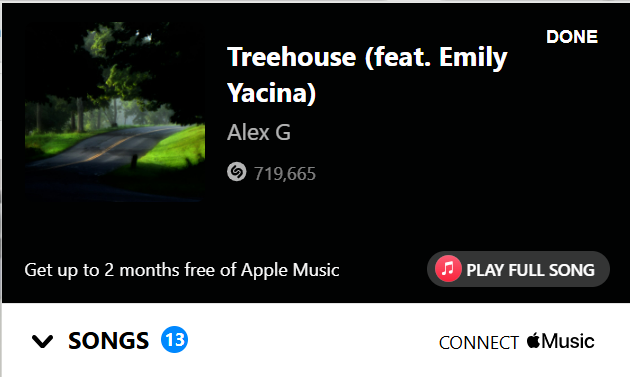 DONE
Treehouse (feat. Emily
Yacina)
Alex G
719,665
Get up to 2 months free of Apple Music
PLAY FULL SONG
SONGS 13
CONNECT Music